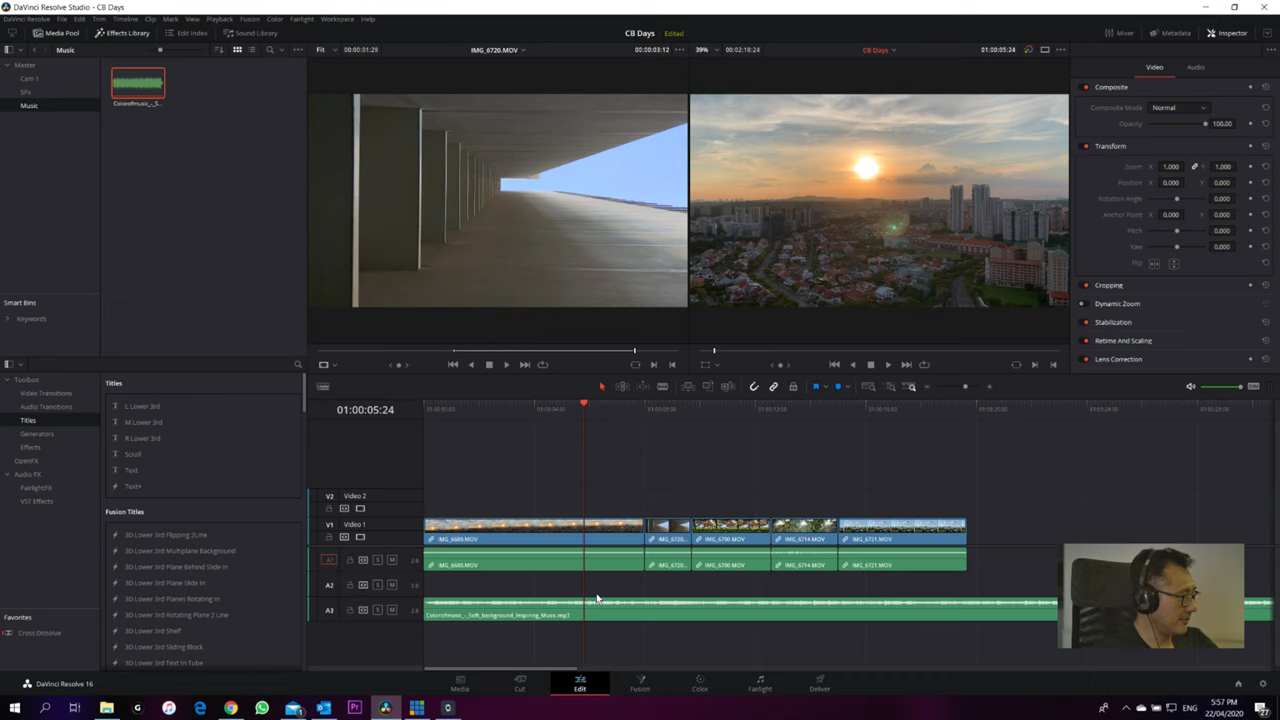 DaVinci Resolve Studio - CB Days
DaVinci Resolve File Edit Trim Timeline Clip Mark View Playback Fusion Color Fairlight Workspace Help
Media Pool Effects Library Edit Index Sound Library
CB Days Edited
Mixer Metadata Inspector
Music
Fit 00:00:01:29 IMG_6720.MOV 00:00:03:12
39% 00:02:18:24 CB Days 01:00:05:24
Master
Cam 1
SFx
Music
Colorofmusic_-_S...
Smart Bins
Keywords
Video Audio
Composite
Composite Mode Normal
Opacity 100.00
Transform
Zoom X 1.000 Y 1.000
Position X 0.000 Y 0.000
Rotation Angle 0.000
Anchor Point X 0.000 Y 0.000
Pitch 0.000
Yaw 0.000
Flip
Cropping
Dynamic Zoom
Stabilization
Retime And Scaling
Lens Correction
Toolbox
Video Transitions
Audio Transitions
Titles
Generators
Effects
OpenFX
Audio FX
FairlightFX
VST Effects
Favorites
Cross Dissolve
Titles
L Lower 3rd
M Lower 3rd
R Lower 3rd
Scroll
Text
Text+
Fusion Titles
3D Lower 3rd Flipping 2Line
3D Lower 3rd Multiplane Background
3D Lower 3rd Plane Behind Slide In
3D Lower 3rd Plane Slide In
3D Lower 3rd Planes Rotating In
3D Lower 3rd Rotating Plane 2 Line
3D Lower 3rd Shelf
3D Lower 3rd Sliding Block
3D Lower 3rd Text In Tube
01:00:05:24
V2 Video 2
V1 Video 1
IMG_6680.MOV IMG_6720... IMG_6700.MOV IMG_6714.MOV IMG_6721.MOV
A1 S M 2.0
IMG_6680.MOV IMG_6720... IMG_6700.MOV IMG_6714.MOV IMG_6721.MOV
A2 S M 2.0
A3 S M 2.0
Colorofmusic_-_Soft_background_Inspiring_Music.mp3
DaVinci Resolve 16
Media Cut Edit Fusion Color Fairlight Deliver
ENG
5:57 PM
22/04/2020
27